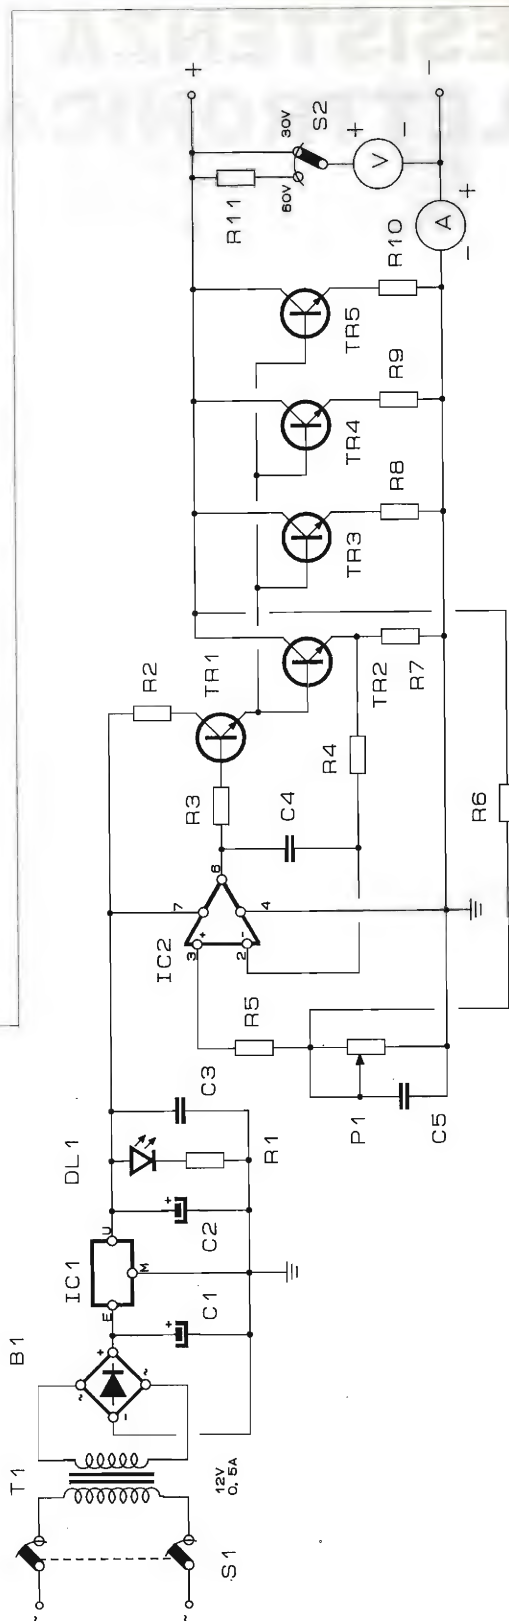 ESISTENZA
LETTRONICA
S1
T1
12V
0,5A
B1
~
~
~
~
+
-
IC1
E
U
M
+
C1
+
C2
DL1
R1
C3
P1
C5
R5
IC2
3
+
2
-
7
4
6
R3
C4
R2
TR1
R4
TR2
R7
R6
TR3
R8
TR4
R9
TR5
R10
R11
60V
30V
S2
+
V
-
-
A
+
+
-